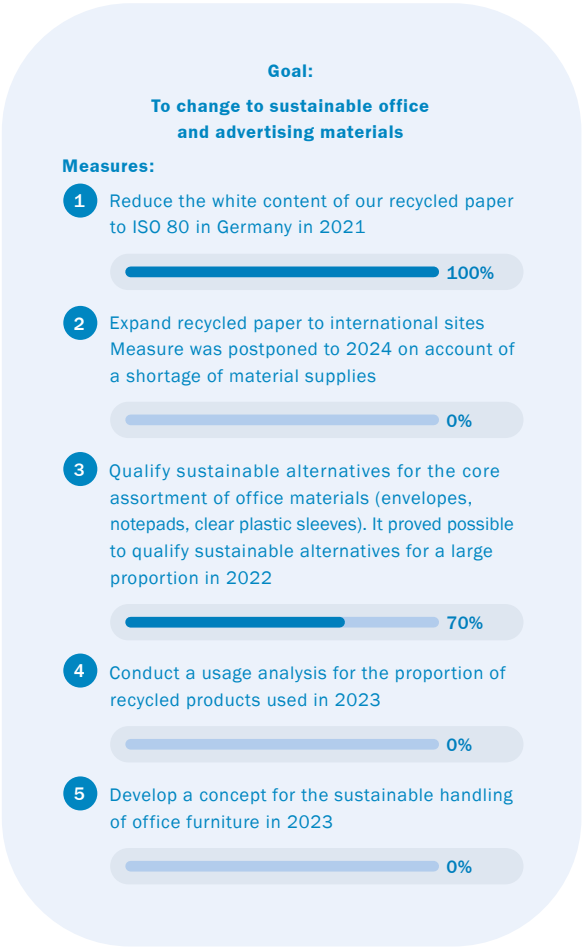 Goal:
To change to sustainable office
and advertising materials
Measures:
1 Reduce the white content of our recycled paper
to ISO 80 in Germany in 2021
100%
2 Expand recycled paper to international sites
Measure was postponed to 2024 on account of
a shortage of material supplies
0%
3 Qualify sustainable alternatives for the core
assortment of office materials (envelopes,
notepads, clear plastic sleeves). It proved possible
to qualify sustainable alternatives for a large
proportion in 2022
70%
4 Conduct a usage analysis for the proportion of
recycled products used in 2023
0%
5 Develop a concept for the sustainable handling
of office furniture in 2023
0%